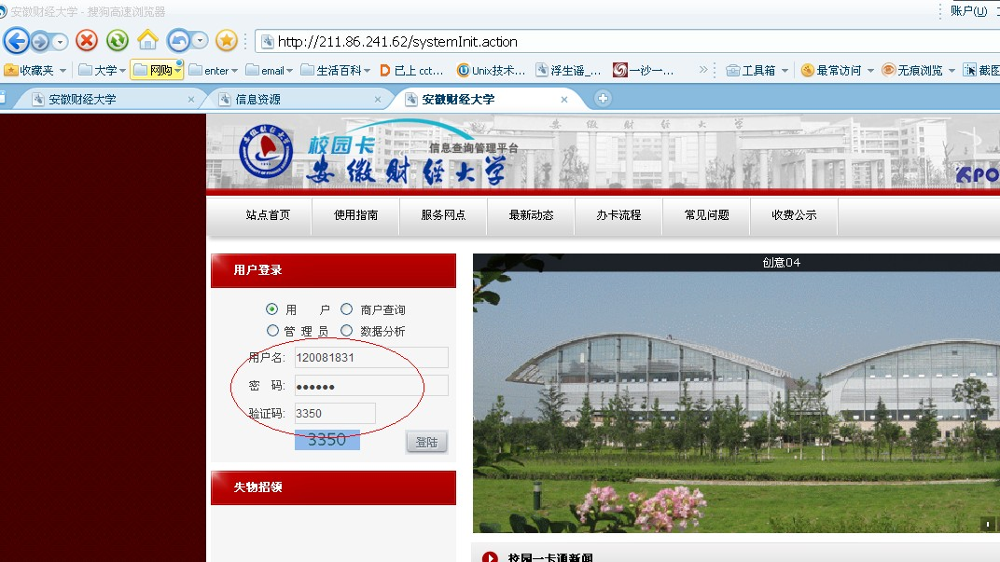 安徽财经大学 - 搜狗高速浏览器 账户(U)
http://211.86.241.62/systemInit.action
收藏夹 大学 网购 enter email 生活百科 已上 cct... Unix技术... 浮生谣_... 一沙一... » 工具箱 最常访问 无痕浏览 截图
安徽财经大学 信息资源 安徽财经大学
安徽财经大学
校园卡 信息查询管理平台
安徽财经大学
站点首页 使用指南 服务网点 最新动态 办卡流程 常见问题 收费公示
用户登录
创意04
用 户 商户查询
管 理 员 数据分析
用户名: 120081831
密 码: ●●●●●●
验证码: 3350
3350 登陆
失物招领
校园一卡通新闻